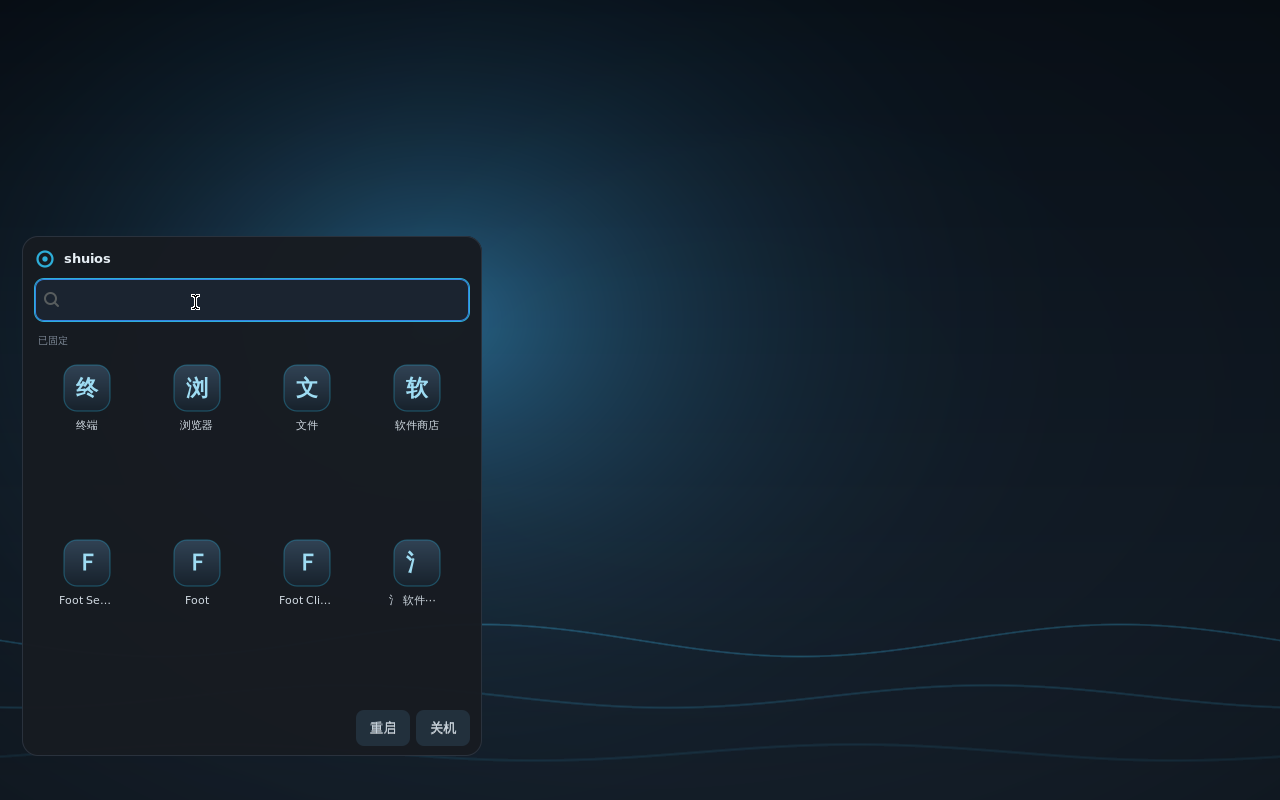 shuios
已固定
终 浏 文 软
终端 浏览器 文件 软件商店
F F F 氵
Foot Se... Foot Cli... 氵 软件···
重启 关机